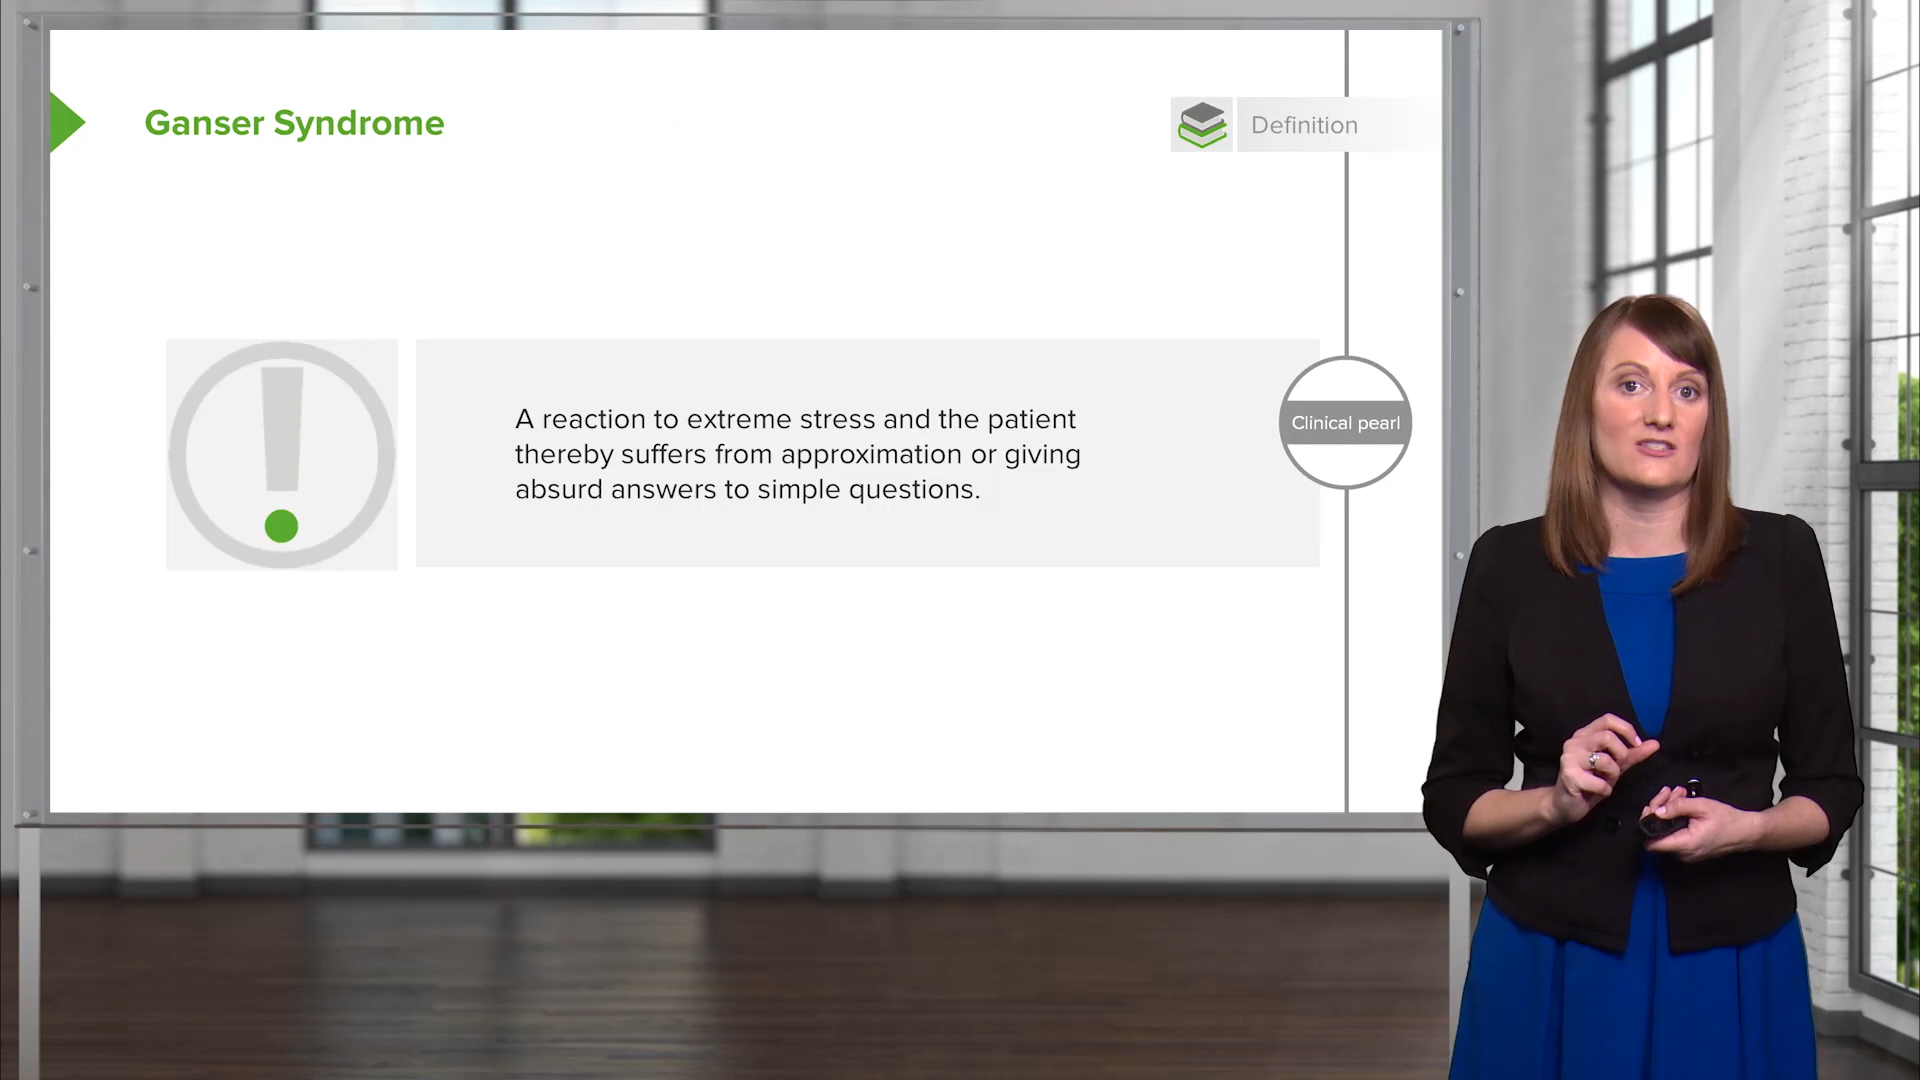 Ganser Syndrome
Definition
A reaction to extreme stress and the patient
thereby suffers from approximation or giving
absurd answers to simple questions.
Clinical pearl